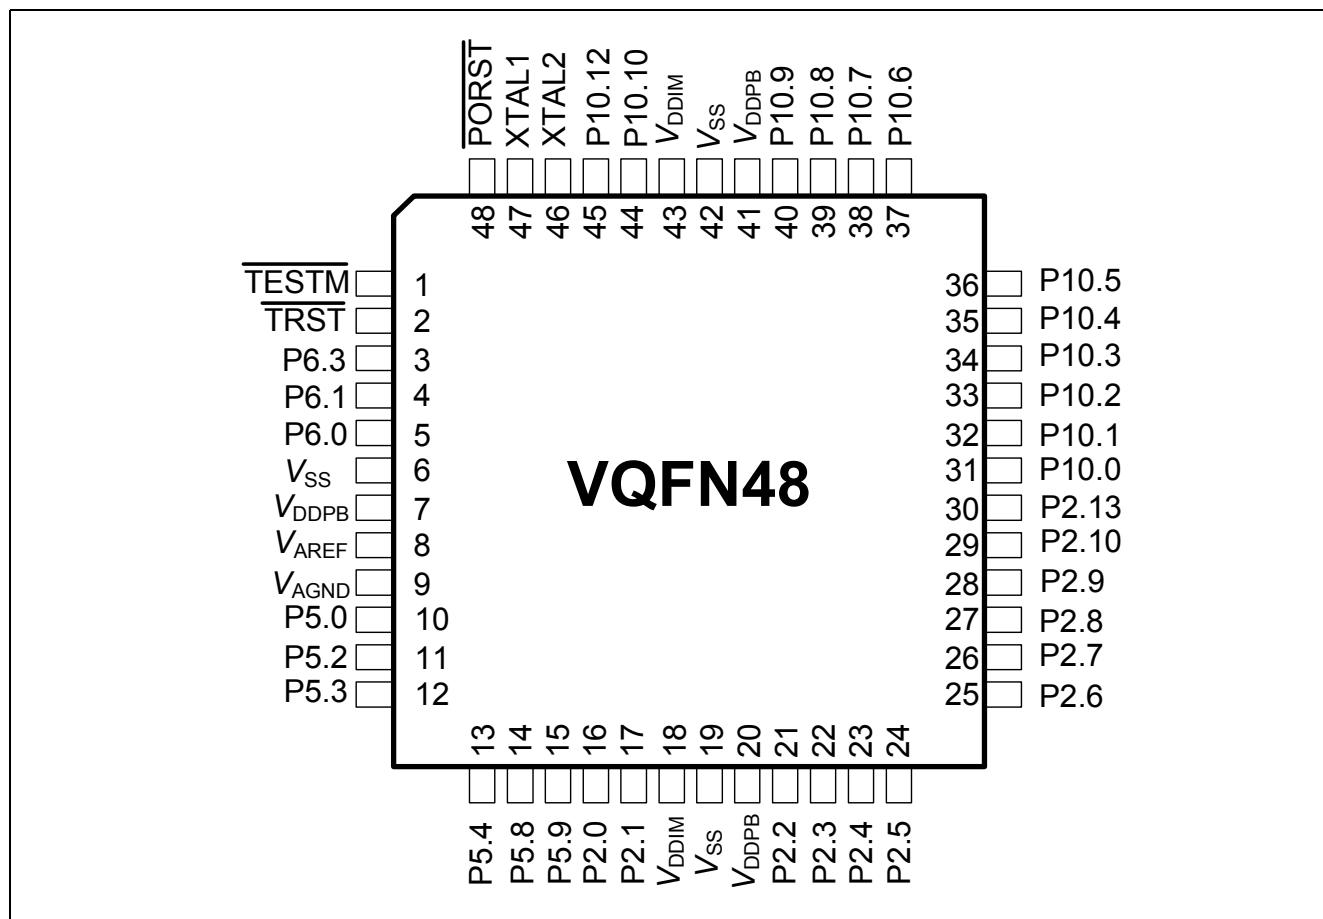 PORST
XTAL1
XTAL2
P10.12
P10.10
VDDIM
VSS
VDDPB
P10.9
P10.8
P10.7
P10.6
48 47 46 45 44 43 42 41 40 39 38 37
TESTM 1
TRST 2
P6.3 3
P6.1 4
P6.0 5
VSS 6
VDDPB 7
VAREF 8
VAGND 9
P5.0 10
P5.2 11
P5.3 12
VQFN48
36 P10.5
35 P10.4
34 P10.3
33 P10.2
32 P10.1
31 P10.0
30 P2.13
29 P2.10
28 P2.9
27 P2.8
26 P2.7
25 P2.6
13 14 15 16 17 18 19 20 21 22 23 24
P5.4
P5.8
P5.9
P2.0
P2.1
VDDIM
VSS
VDDPB
P2.2
P2.3
P2.4
P2.5